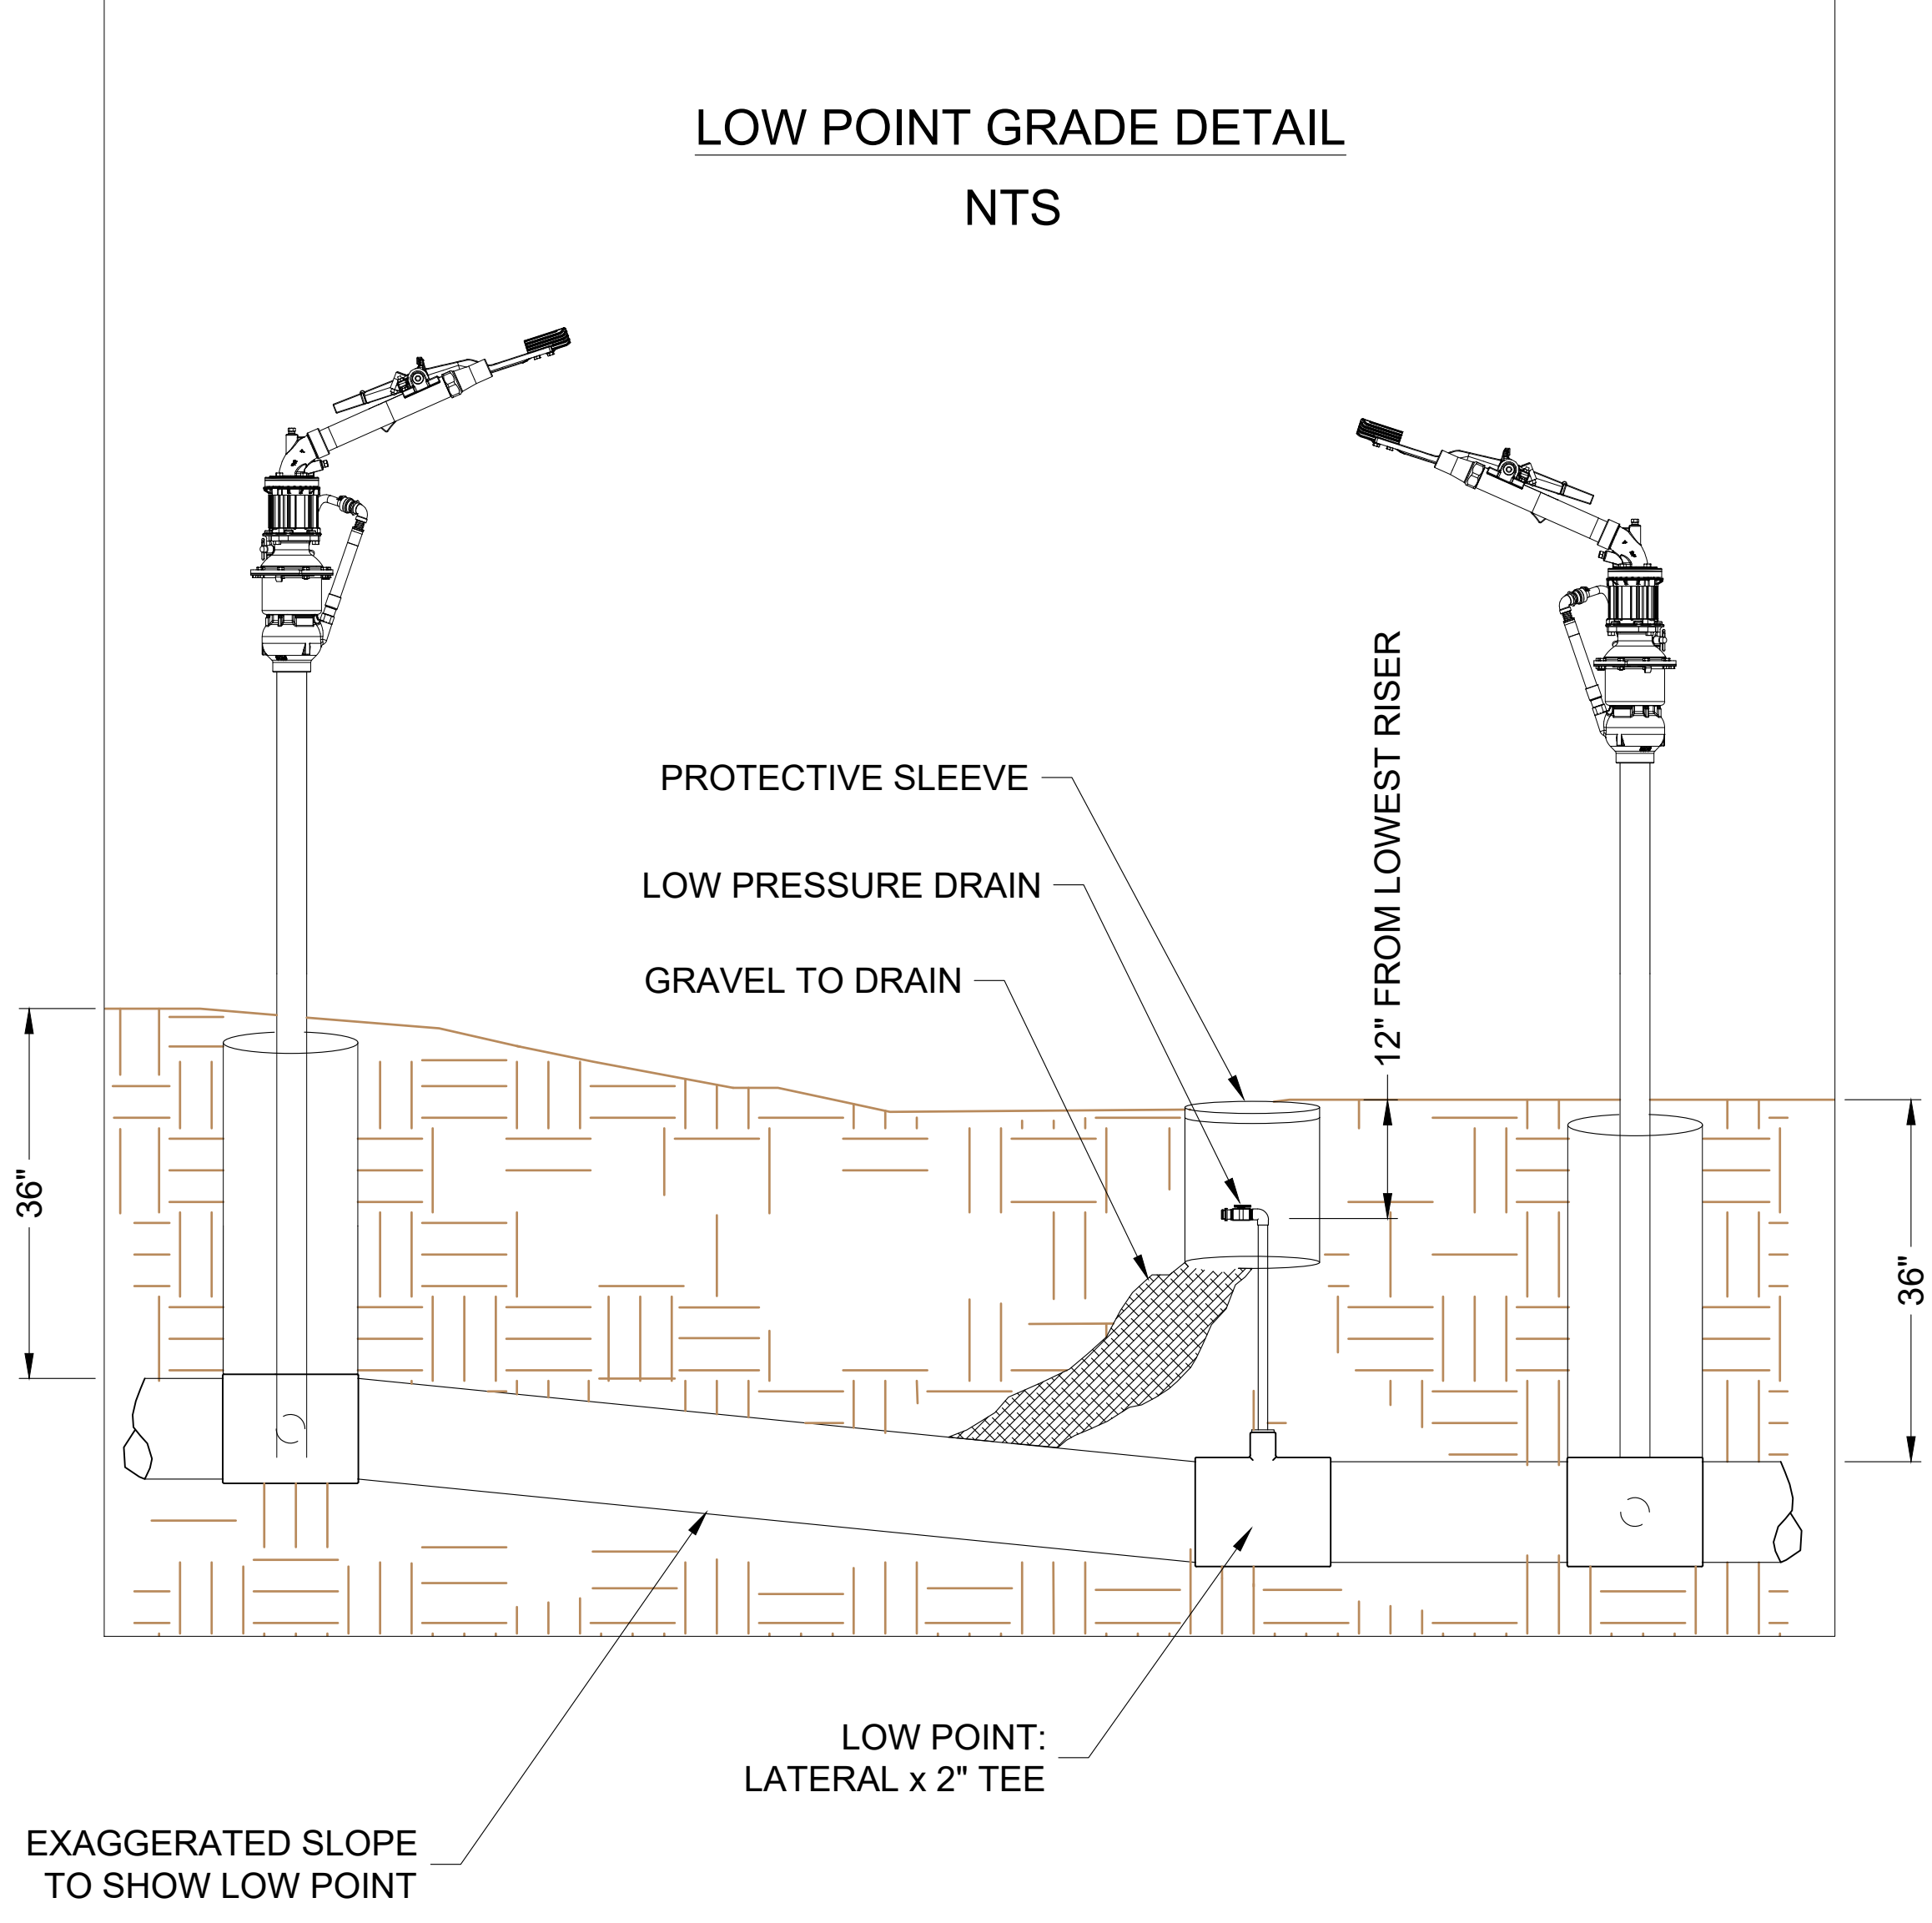 LOW POINT GRADE DETAIL
NTS
PROTECTIVE SLEEVE
LOW PRESSURE DRAIN
GRAVEL TO DRAIN
12" FROM LOWEST RISER
36"
36"
LOW POINT:
LATERAL x 2" TEE
EXAGGERATED SLOPE
TO SHOW LOW POINT